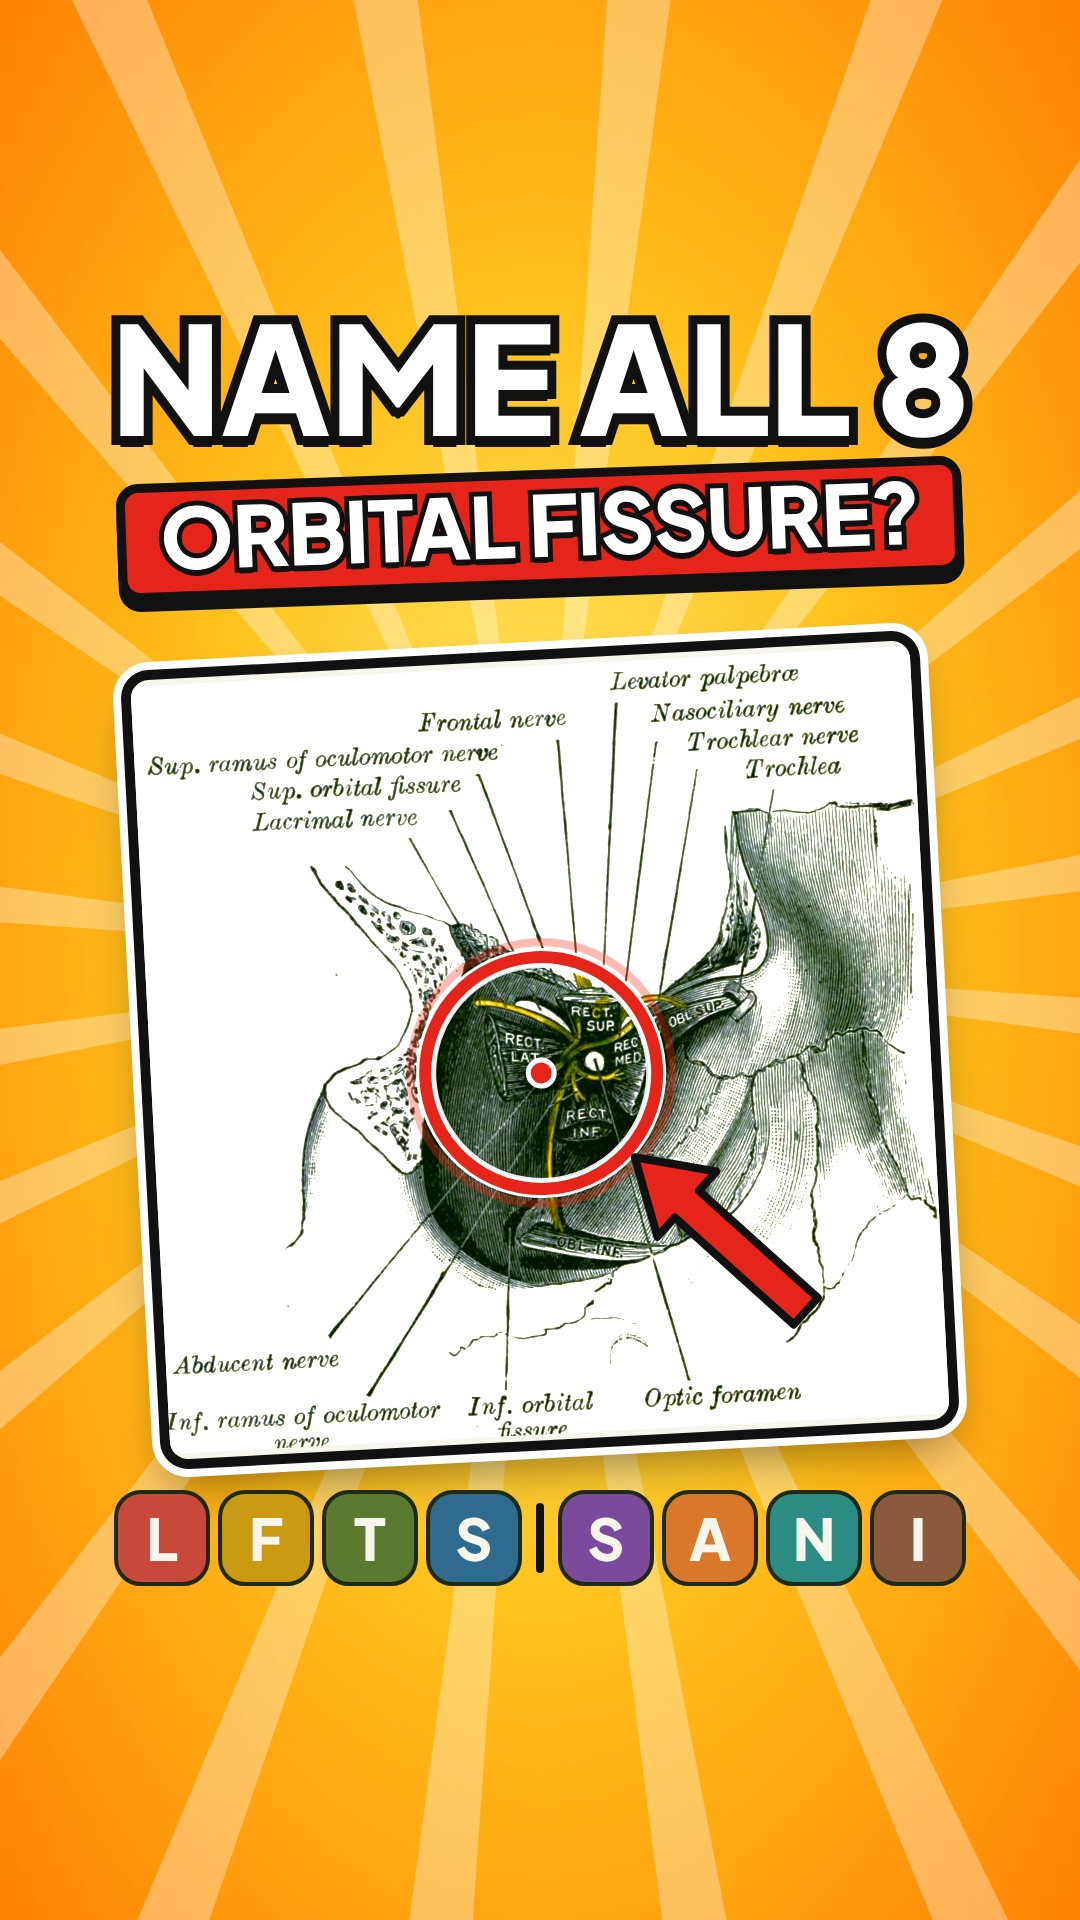 NAME ALL 8
ORBITAL FISSURE?
Levator palpebræ
Frontal nerve
Nasociliary nerve
Sup. ramus of oculomotor nerve
Trochlear nerve
Sup. orbital fissure
Trochlea
Lacrimal nerve
RECT. SUP.
OBL. SUP.
RECT. LAT.
REC MED.
RECT. INF.
OBL. INF.
Abducent nerve
Inf. ramus of oculomotor
nerve
Inf. orbital
fissure
Optic foramen
L F T S | S A N I